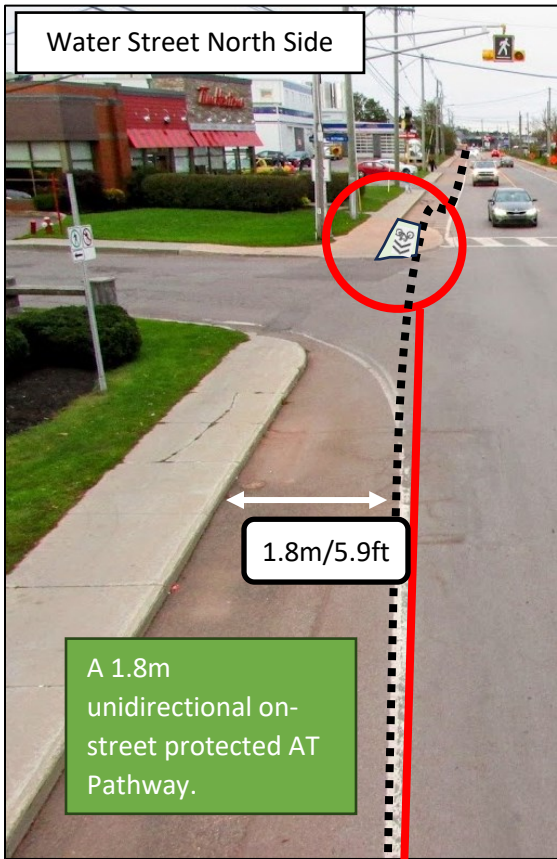 Water Street North Side
1.8m/5.9ft
A 1.8m
unidirectional on-
street protected AT
Pathway.